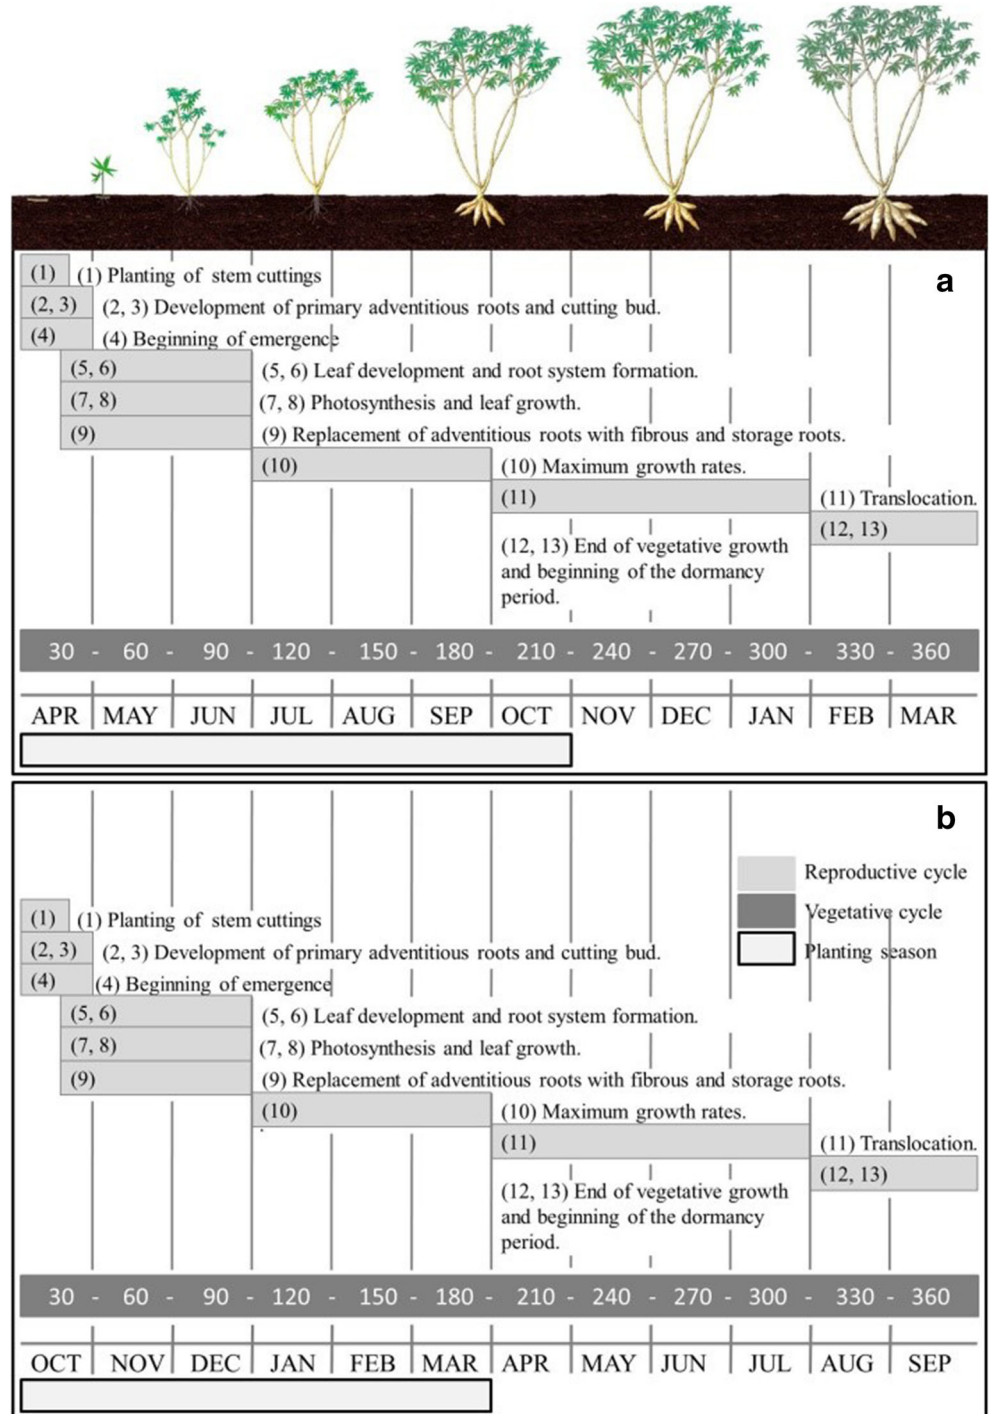 a
(1) (1) Planting of stem cuttings
(2, 3) (2, 3) Development of primary adventitious roots and cutting bud.
(4) (4) Beginning of emergence
(5, 6) (5, 6) Leaf development and root system formation.
(7, 8) (7, 8) Photosynthesis and leaf growth.
(9) (9) Replacement of adventitious roots with fibrous and storage roots.
(10) (10) Maximum growth rates.
(11) (11) Translocation.
(12, 13)
(12, 13) End of vegetative growth
and beginning of the dormancy
period.
30 - 60 - 90 - 120 - 150 - 180 - 210 - 240 - 270 - 300 - 330 - 360
APR MAY JUN JUL AUG SEP OCT NOV DEC JAN FEB MAR
b
Reproductive cycle
Vegetative cycle
Planting season
(1) (1) Planting of stem cuttings
(2, 3) (2, 3) Development of primary adventitious roots and cutting bud.
(4) (4) Beginning of emergence
(5, 6) (5, 6) Leaf development and root system formation.
(7, 8) (7, 8) Photosynthesis and leaf growth.
(9) (9) Replacement of adventitious roots with fibrous and storage roots.
(10) (10) Maximum growth rates.
(11) (11) Translocation.
(12, 13)
(12, 13) End of vegetative growth
and beginning of the dormancy
period.
30 - 60 - 90 - 120 - 150 - 180 - 210 - 240 - 270 - 300 - 330 - 360
OCT NOV DEC JAN FEB MAR APR MAY JUN JUL AUG SEP